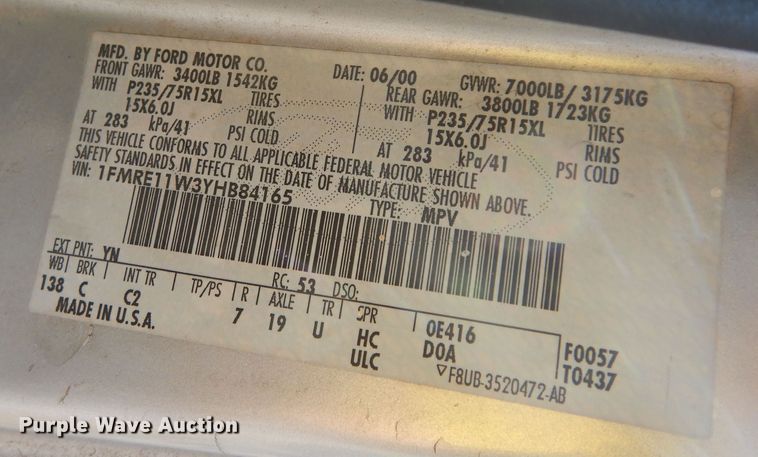 MFD. BY FORD MOTOR CO. DATE: 06/00 GVWR: 7000LB/ 3175KG
FRONT GAWR: 3400LB 1542KG REAR GAWR: 3800LB 1723KG
WITH P235/75R15XL TIRES WITH P235/75R15XL TIRES
15X6.0J RIMS 15X6.0J RIMS
AT 283 kPa/41 PSI COLD AT 283 kPa/41 PSI COLD
THIS VEHICLE CONFORMS TO ALL APPLICABLE FEDERAL MOTOR VEHICLE
SAFETY STANDARDS IN EFFECT ON THE DATE OF MANUFACTURE SHOWN ABOVE.
VIN: 1FMRE11W3YHB84165 TYPE: MPV
EXT PNT: YN RC: 53 DSO:
WB BRK INT TR TP/PS R AXLE TR SPR
138 C C2 7 19 U HC 0E416 F0057
MADE IN U.S.A. ULC D0A T0437
▽F8UB-3520472-AB
Purple Wave Auction